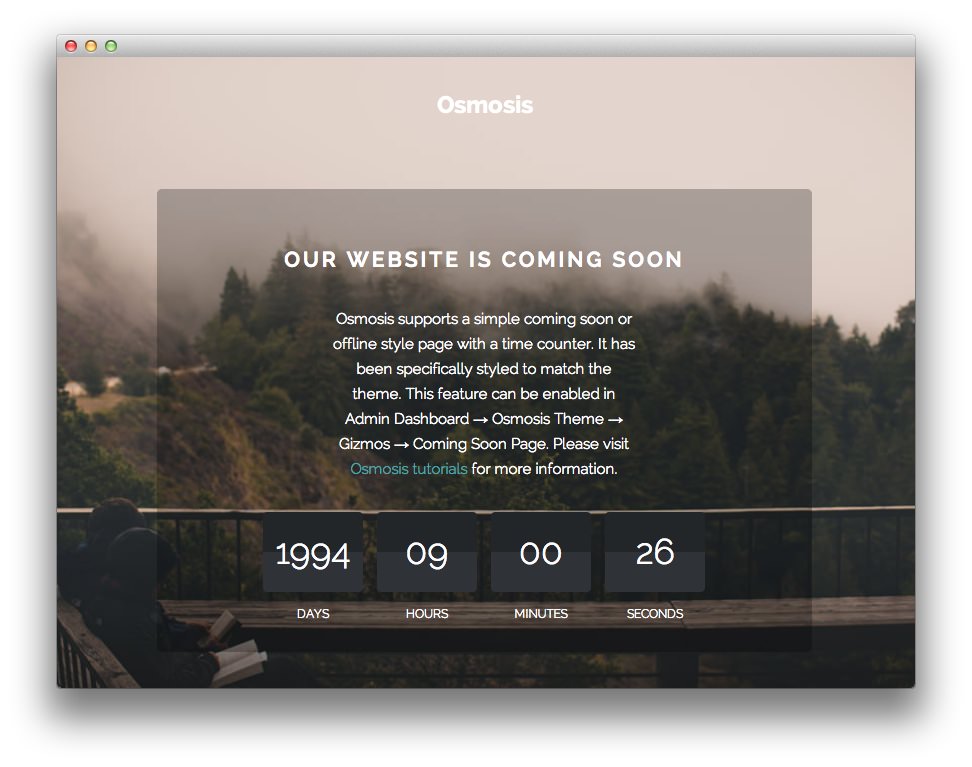 Osmosis
OUR WEBSITE IS COMING SOON
Osmosis supports a simple coming soon or
offline style page with a time counter. It has
been specifically styled to match the
theme. This feature can be enabled in
Admin Dashboard → Osmosis Theme →
Gizmos → Coming Soon Page. Please visit
Osmosis tutorials for more information.
1994 09 00 26
DAYS HOURS MINUTES SECONDS